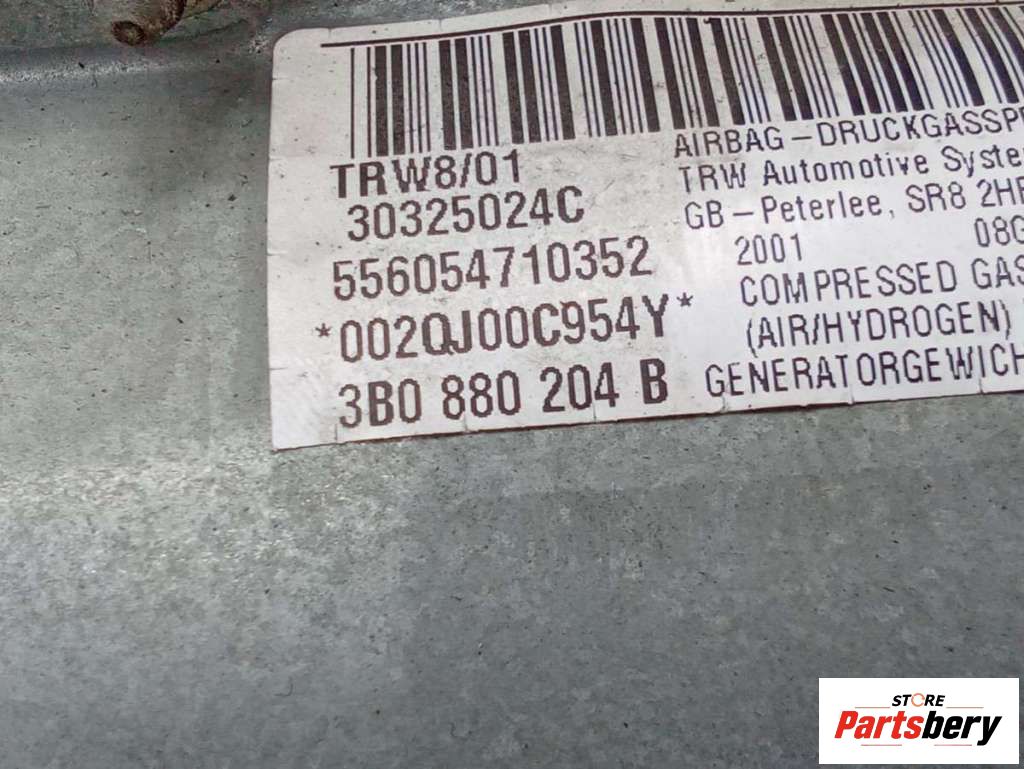 TRW8/01
30325024C
556054710352
*002QJ00C954Y*
3B0 880 204 B
AIRBAG-DRUCKGASSP
TRW Automotive Syste
GB-Peterlee, SR8 2H
2001 08G
COMPRESSED GAS
(AIR/HYDROGEN)
GENERATORGEWICH
STORE
Partsbery